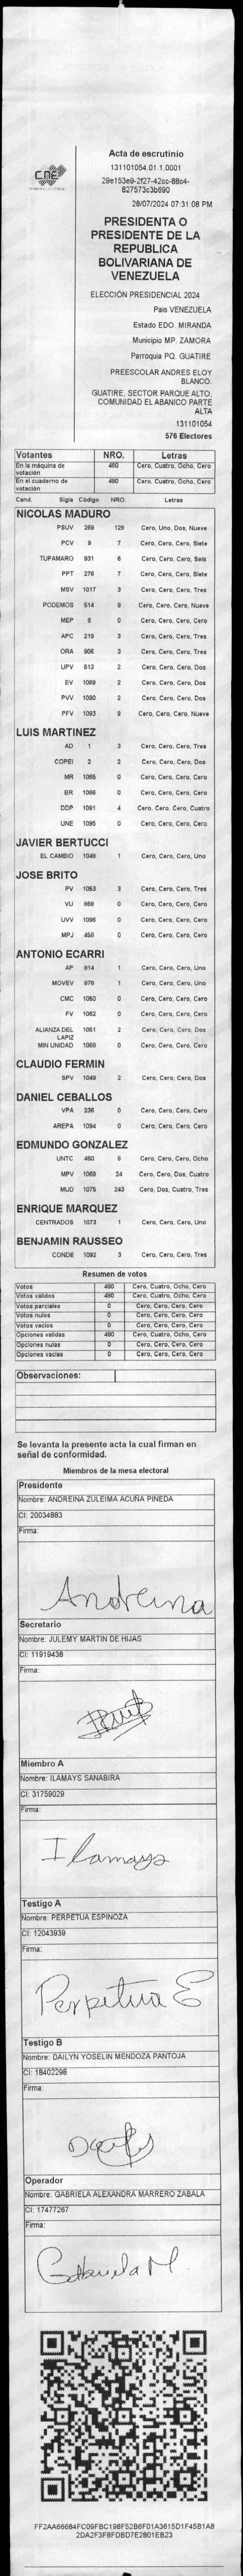 CNE
Acta de escrutinio
131101054.01.1.0001
29e153e9-2f27-42cc-88c4-
827573c3b690
28/07/2024 07:31:08 PM
PRESIDENTA O
PRESIDENTE DE LA
REPUBLICA
BOLIVARIANA DE
VENEZUELA
ELECCIÓN PRESIDENCIAL 2024
Pais VENEZUELA
Estado EDO. MIRANDA
Municipio MP. ZAMORA
Parroquia PQ. GUATIRE
PREESCOLAR ANDRES ELOY
BLANCO.
GUATIRE. SECTOR PARQUE ALTO.
COMUNIDAD EL ABANICO PARTE
ALTA
131101054
576 Electores
Votantes NRO. Letras
En la máquina de votación 480 Cero, Cuatro, Ocho, Cero
En el cuaderno de votación 480 Cero, Cuatro, Ocho, Cero
Cand. Sigla Código NRO. Letras
NICOLAS MADURO
PSUV 269 129 Cero, Uno, Dos, Nueve
PCV 9 7 Cero, Cero, Cero, Siete
TUPAMARO 931 6 Cero, Cero, Cero, Seis
PPT 276 7 Cero, Cero, Cero, Siete
MSV 1017 3 Cero, Cero, Cero, Tres
PODEMOS 514 9 Cero, Cero, Cero, Nueve
MEP 6 0 Cero, Cero, Cero, Cero
APC 219 3 Cero, Cero, Cero, Tres
ORA 906 3 Cero, Cero, Cero, Tres
UPV 513 2 Cero, Cero, Cero, Dos
EV 1089 2 Cero, Cero, Cero, Dos
PVV 1090 2 Cero, Cero, Cero, Dos
PFV 1093 9 Cero, Cero, Cero, Nueve
LUIS MARTINEZ
AD 1 3 Cero, Cero, Cero, Tres
COPEI 2 2 Cero, Cero, Cero, Dos
MR 1065 0 Cero, Cero, Cero, Cero
BR 1066 0 Cero, Cero, Cero, Cero
DDP 1091 4 Cero, Cero, Cero, Cuatro
UNE 1095 0 Cero, Cero, Cero, Cero
JAVIER BERTUCCI
EL CAMBIO 1048 1 Cero, Cero, Cero, Uno
JOSE BRITO
PV 1053 3 Cero, Cero, Cero, Tres
VU 868 0 Cero, Cero, Cero, Cero
UVV 1096 0 Cero, Cero, Cero, Cero
MPJ 458 0 Cero, Cero, Cero, Cero
ANTONIO ECARRI
AP 814 1 Cero, Cero, Cero, Uno
MOVEV 879 1 Cero, Cero, Cero, Uno
CMC 1050 0 Cero, Cero, Cero, Cero
FV 1062 0 Cero, Cero, Cero, Cero
ALIANZA DEL LAPIZ 1051 2 Cero, Cero, Cero, Dos
MIN UNIDAD 1088 0 Cero, Cero, Cero, Cero
CLAUDIO FERMIN
SPV 1049 2 Cero, Cero, Cero, Dos
DANIEL CEBALLOS
VPA 236 0 Cero, Cero, Cero, Cero
AREPA 1094 0 Cero, Cero, Cero, Cero
EDMUNDO GONZALEZ
UNTC 460 8 Cero, Cero, Cero, Ocho
MPV 1069 24 Cero, Cero, Dos, Cuatro
MUD 1075 243 Cero, Dos, Cuatro, Tres
ENRIQUE MARQUEZ
CENTRADOS 1073 1 Cero, Cero, Cero, Uno
BENJAMIN RAUSSEO
CONDE 1092 3 Cero, Cero, Cero, Tres
Resumen de votos
Votos 480 Cero, Cuatro, Ocho, Cero
Votos validos 480 Cero, Cuatro, Ocho, Cero
Votos parciales 0 Cero, Cero, Cero, Cero
Votos nulos 0 Cero, Cero, Cero, Cero
Votos vacios 0 Cero, Cero, Cero, Cero
Opciones validas 480 Cero, Cuatro, Ocho, Cero
Opciones nulas 0 Cero, Cero, Cero, Cero
Opciones vacias 0 Cero, Cero, Cero, Cero
Observaciones:
Se levanta la presente acta la cual firman en
señal de conformidad.
Miembros de la mesa electoral
Presidente
Nombre: ANDREINA ZULEIMA ACUÑA PINEDA
CI: 20034883
Firma:
Andreina
Secretario
Nombre: JULEMY MARTIN DE HIJAS
CI: 11919438
Firma:
Miembro A
Nombre: ILAMAYS SANABIRA
CI: 31759029
Firma:
Ilamays
Testigo A
Nombre: PERPETUA ESPINOZA
CI: 12043939
Firma:
Perpetua E
Testigo B
Nombre: DAILYN YOSELIN MENDOZA PANTOJA
CI: 18402298
Firma:
Operador
Nombre: GABRIELA ALEXANDRA MARRERO ZABALA
CI: 17477267
Firma:
Gabriela M.
FF2AA66684FC09FBC198F52B6F01A3615D1F45B1A8
2DA2F3F8FDBD7E2801EB23